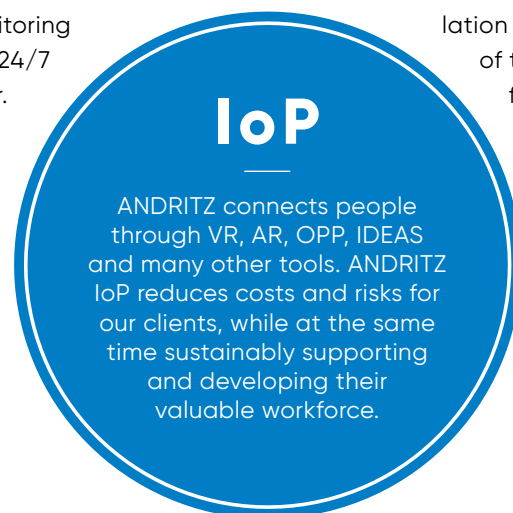 itoring
24/7
lation
of
IoP
ANDRITZ connects people
through VR, AR, OPP, IDEAS
and many other tools. ANDRITZ
IoP reduces costs and risks for
our clients, while at the same
time sustainably supporting
and developing their
valuable workforce.